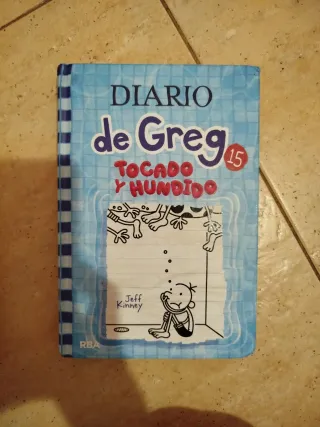 DIARIO
de Greg
15
TOCADO
Y HUNDIDO
Jeff
Kinney
RBA